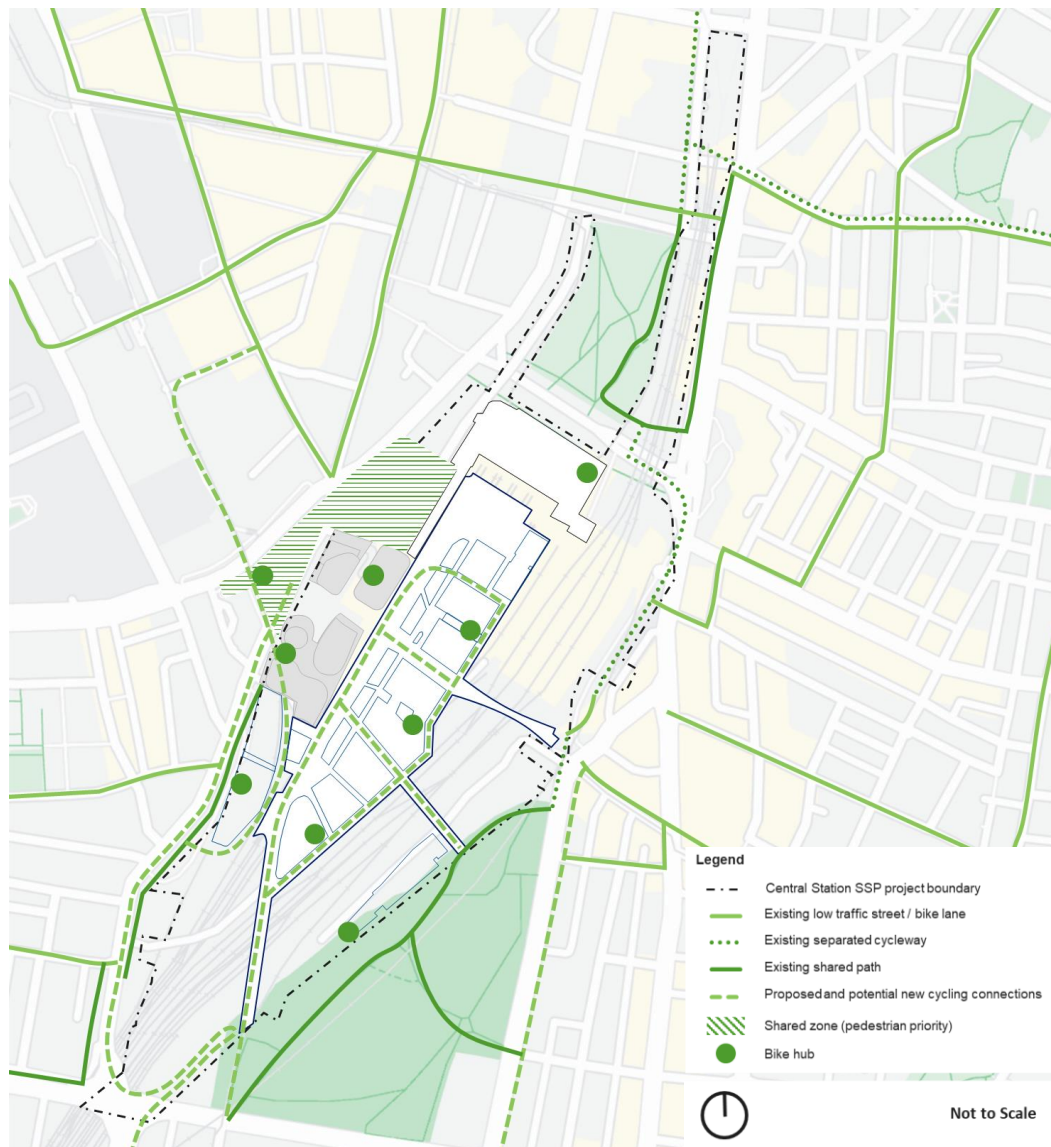 Legend
Central Station SSP project boundary
Existing low traffic street / bike lane
Existing separated cycleway
Existing shared path
Proposed and potential new cycling connections
Shared zone (pedestrian priority)
Bike hub
Not to Scale